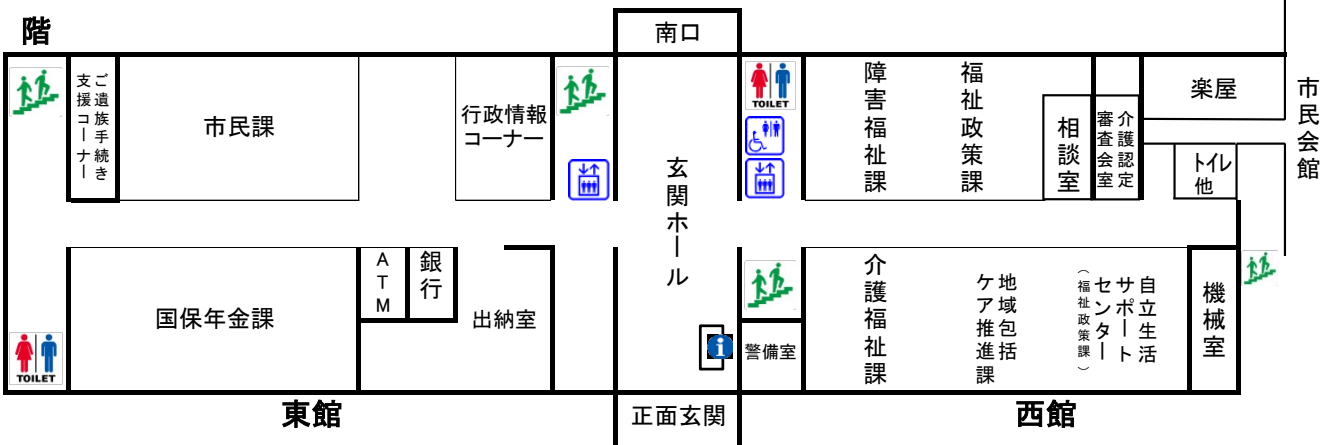 階
南口
ご遺族手続き
支援コーナー
市民課
行政情報
コーナー
玄関ホール
TOILET
障害福祉課
福祉政策課
相談室
介護認定
審査会室
楽屋
トイレ
他
市民会館
TOILET
国保年金課
ATM
銀行
出納室
警備室
介護福祉課
地域包括
ケア推進課
自立生活
サポート
センター
（福祉政策課）
機械室
東館
正面玄関
西館